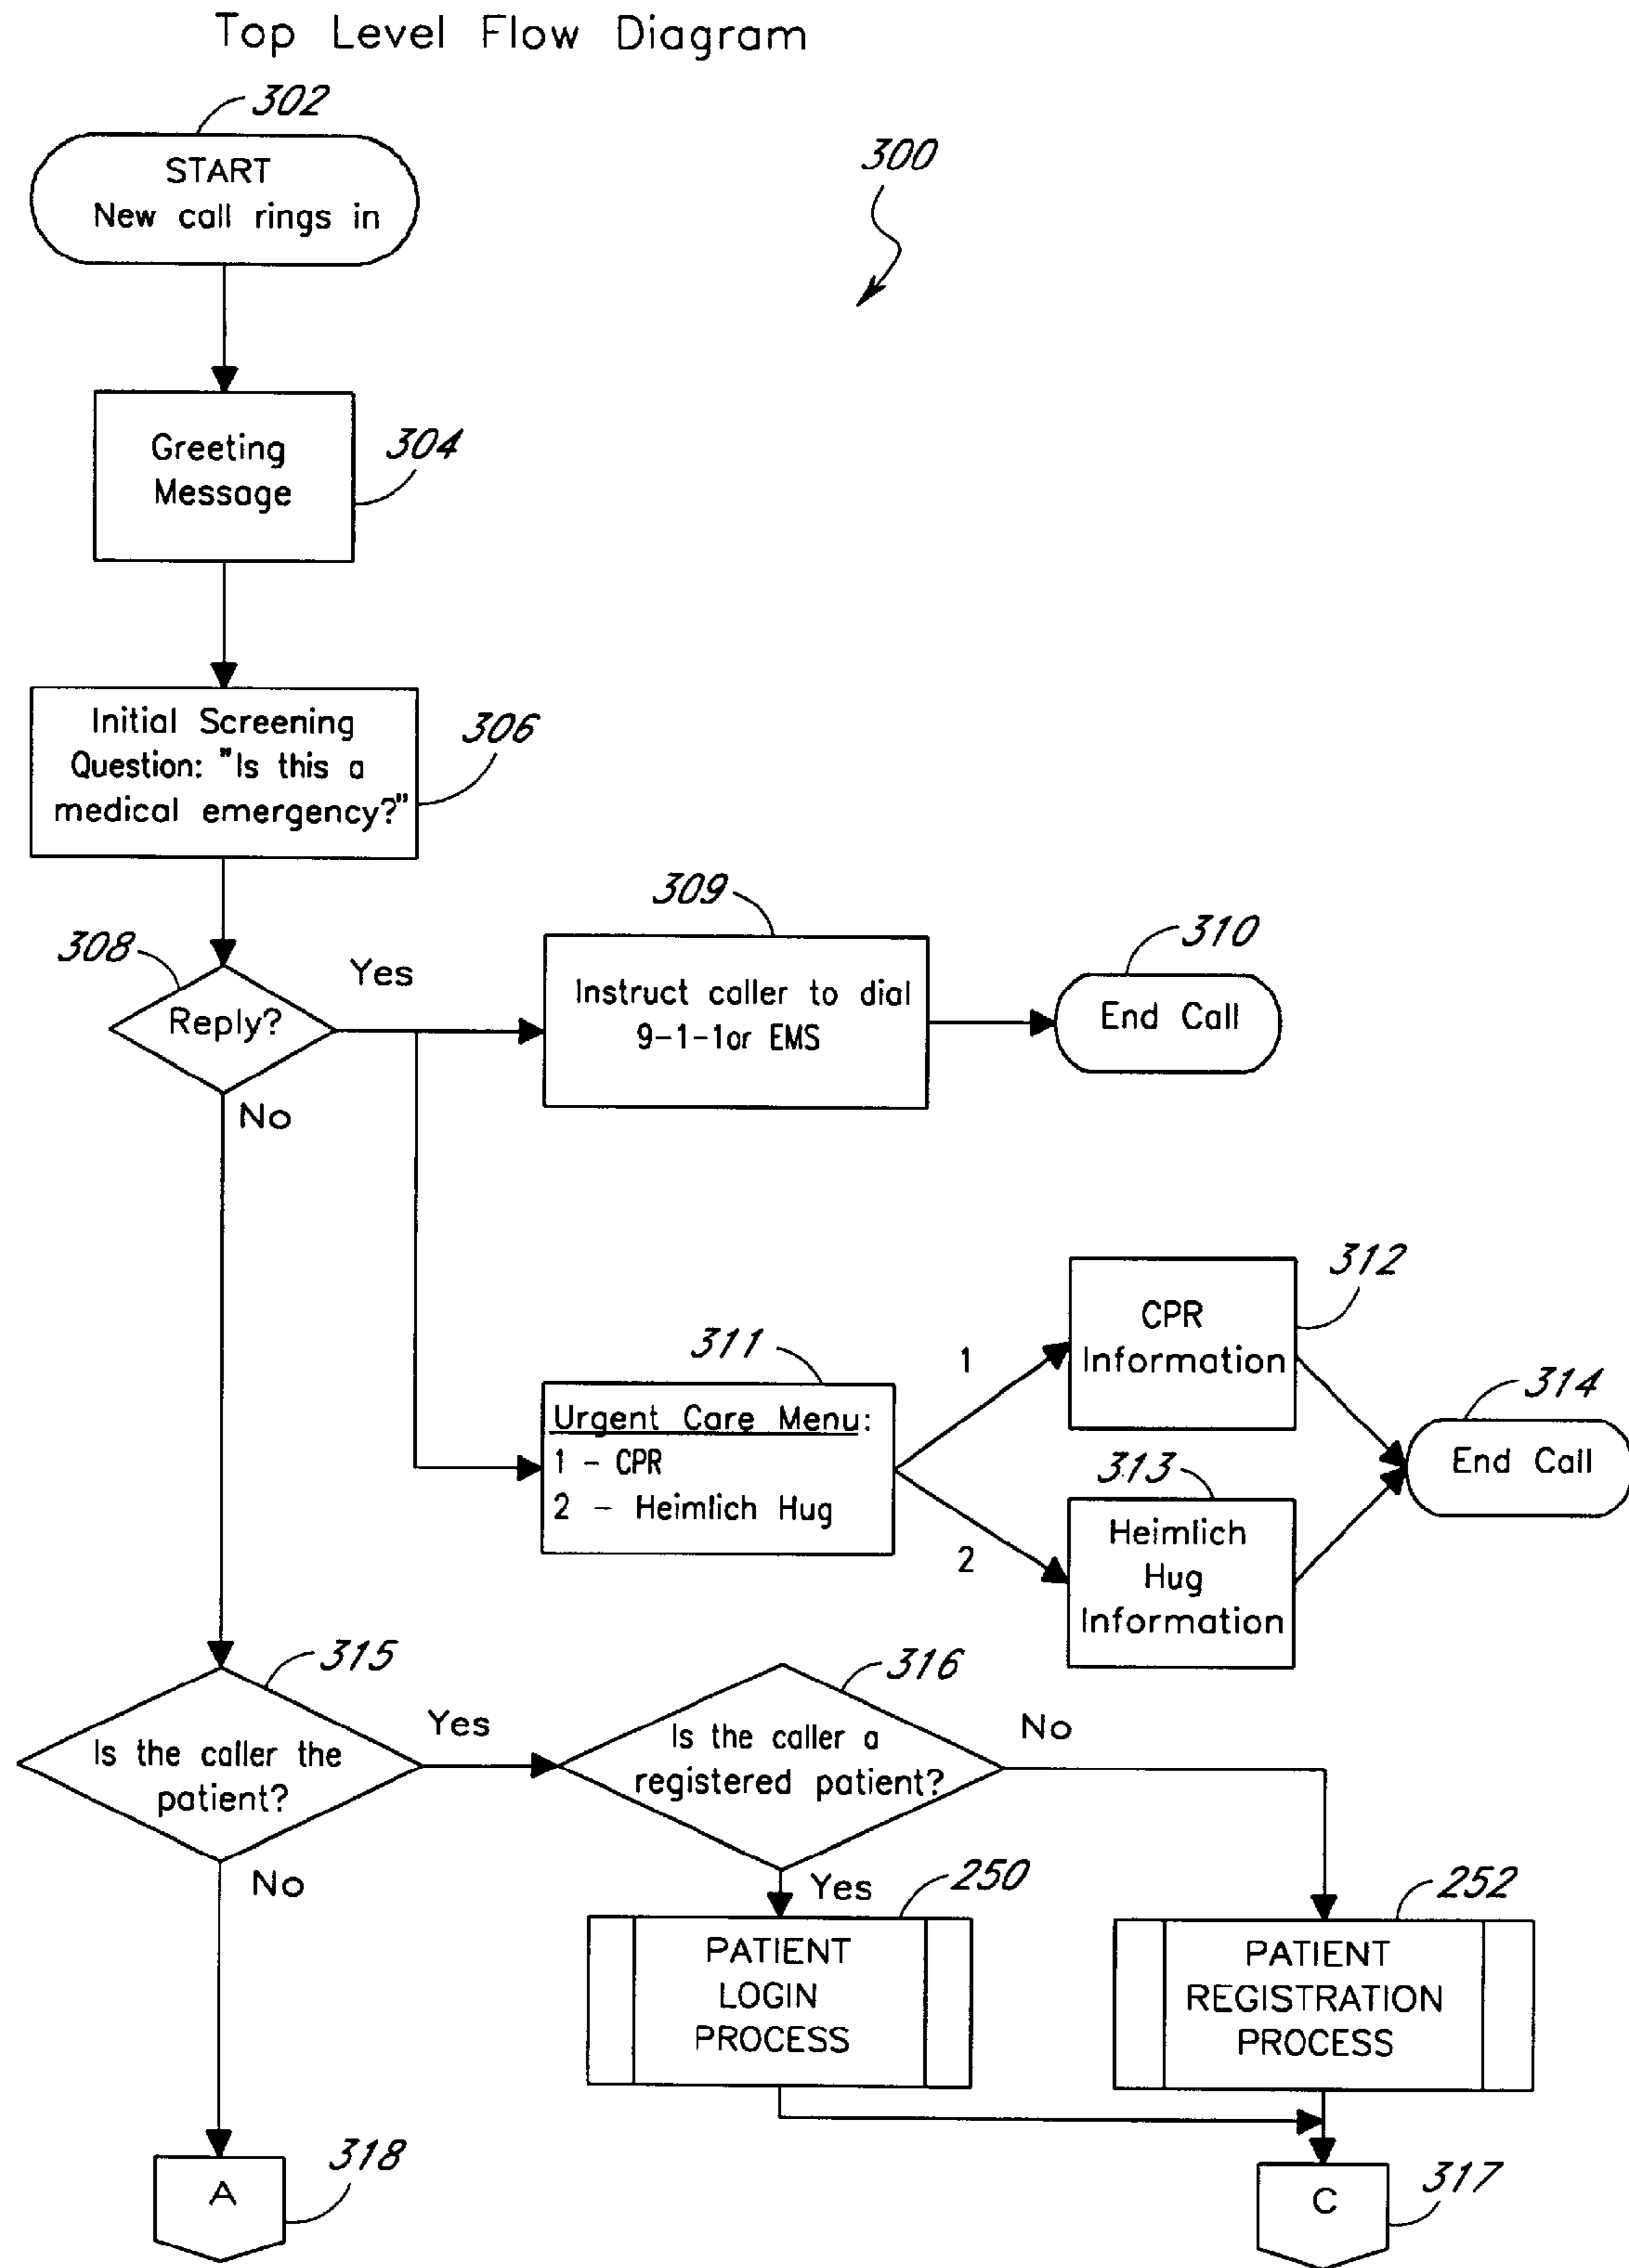 Top Level Flow Diagram
302
START
New call rings in
300
Greeting
Message
304
Initial Screening
Question: "Is this a
medical emergency?"
306
308
Reply?
Yes
No
309
Instruct caller to dial
9-1-1or EMS
310
End Call
311
Urgent Care Menu:
1 - CPR
2 - Heimlich Hug
1
2
312
CPR
Information
313
Heimlich
Hug
Information
314
End Call
315
Is the caller the
patient?
Yes
No
316
Is the caller a
registered patient?
No
Yes
250
PATIENT
LOGIN
PROCESS
252
PATIENT
REGISTRATION
PROCESS
A
318
C
317